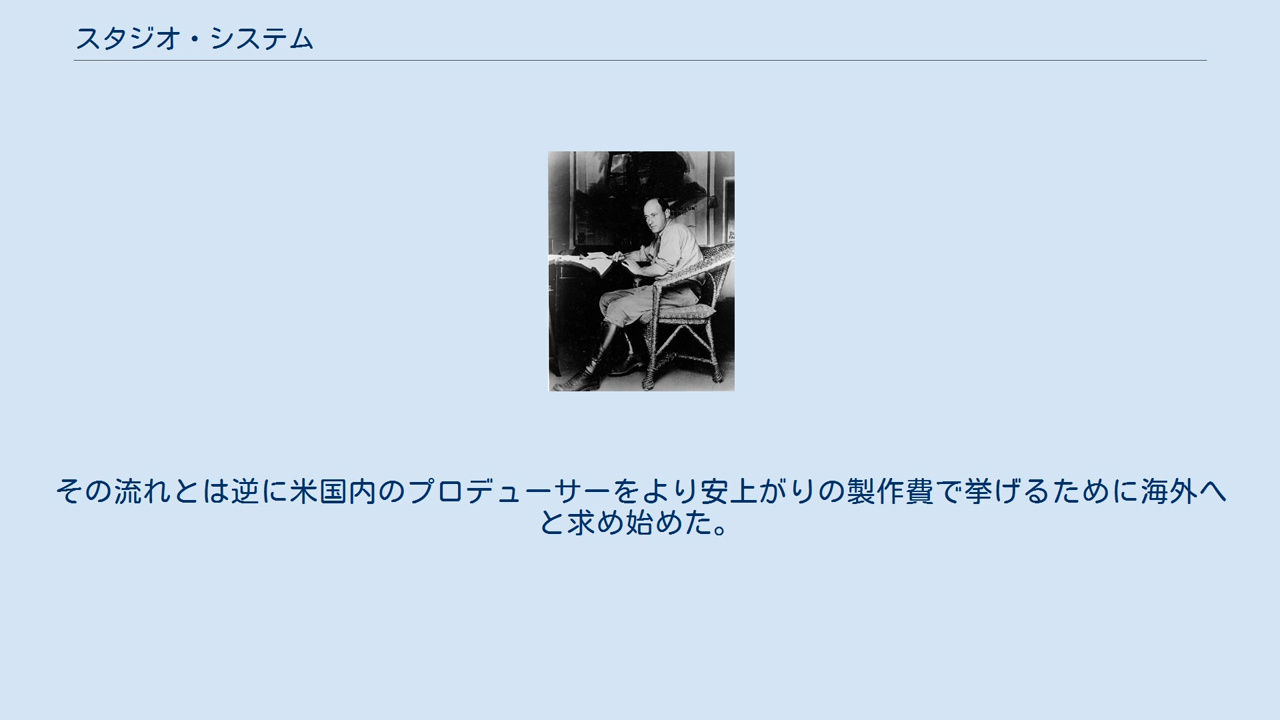 スタジオ・システム
その流れとは逆に米国内のプロデューサーをより安上がりの製作費で挙げるために海外へ
と求め始めた。